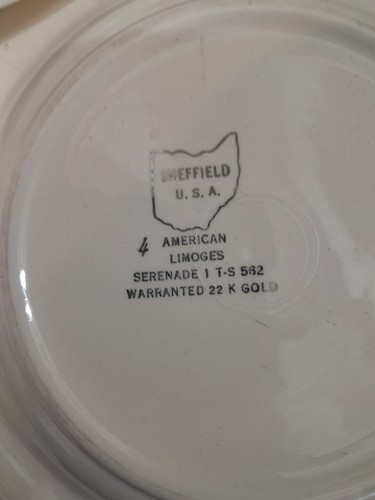 SHEFFIELD
U. S. A.
4 AMERICAN
LIMOGES
SERENADE 1 T-S 562
WARRANTED 22 K GOLD